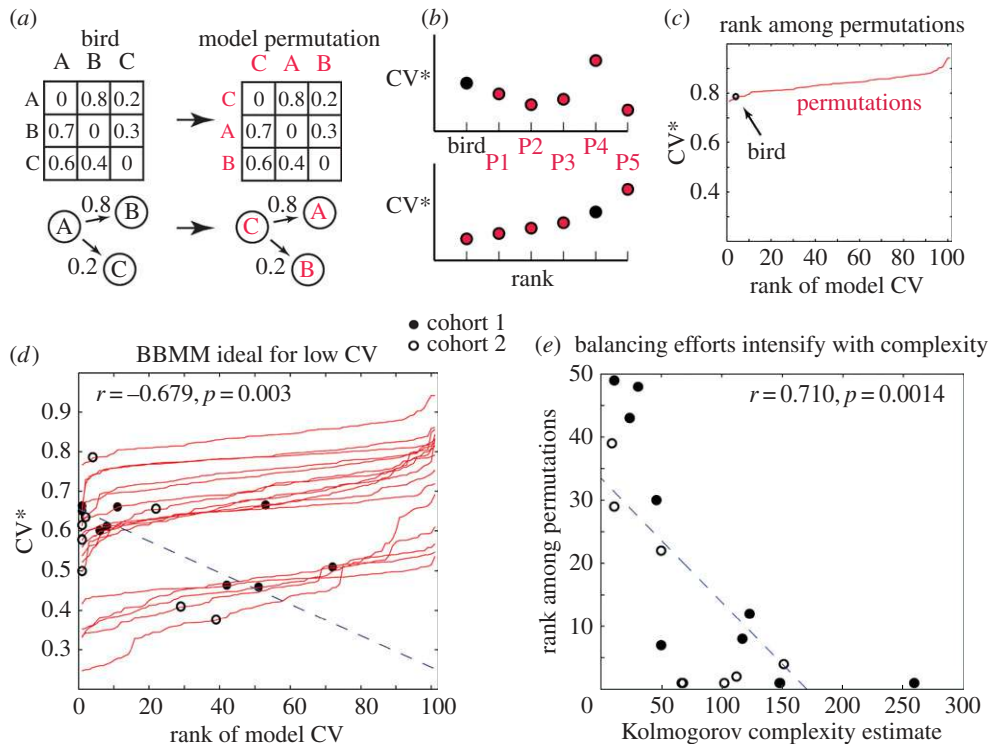 (a)
bird
A B C
A 0 0.8 0.2
B 0.7 0 0.3
C 0.6 0.4 0
model permutation
C A B
C 0 0.8 0.2
A 0.7 0 0.3
B 0.6 0.4 0
A 0.8 B
0.2 C
C 0.8 A
0.2 B
(b)
CV*
bird P1 P2 P3 P4 P5
CV*
rank
(c)
rank among permutations
CV*
0.8
0.6
0.4
permutations
bird
0 20 40 60 80 100
rank of model CV
cohort 1
cohort 2
(d)
BBMM ideal for low CV
r = –0.679, p = 0.003
CV*
0.9
0.8
0.7
0.6
0.5
0.4
0.3
0 20 40 60 80 100
rank of model CV
(e)
balancing efforts intensify with complexity
r = 0.710, p = 0.0014
rank among permutations
50
40
30
20
10
0 50 100 150 200 250 300
Kolmogorov complexity estimate